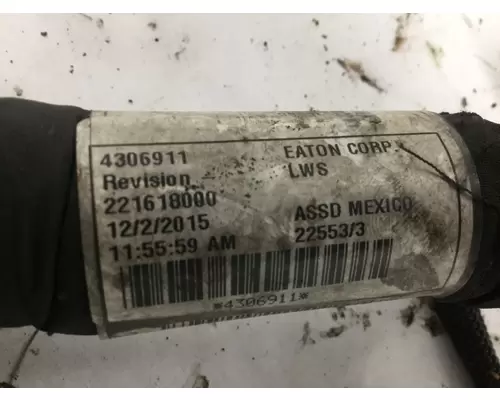 4306911 EATON CORP.
Revision LWS
221618000
12/2/2015 ASSD MEXICO
11:55:59 AM 22553/3
*4306911*